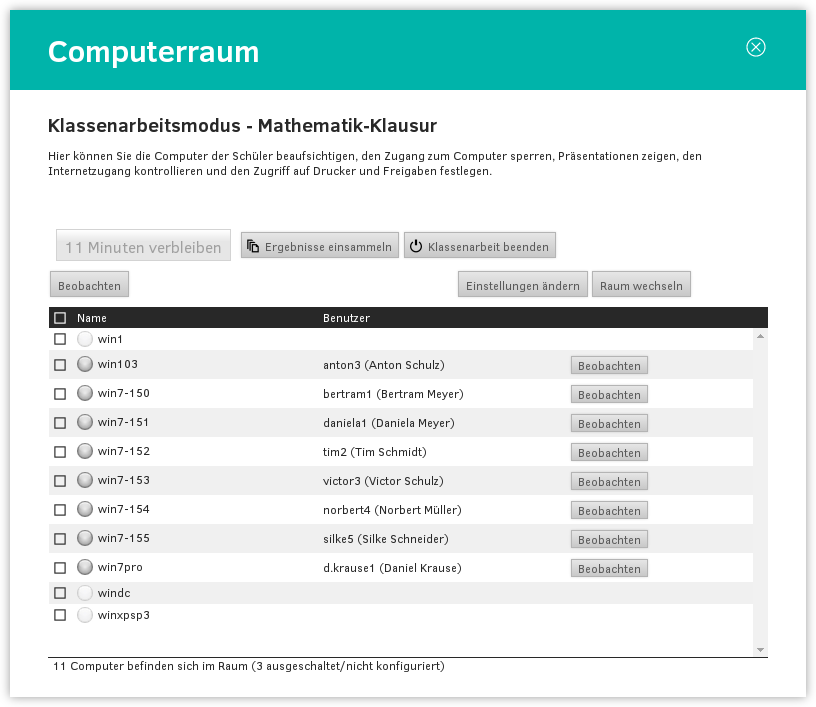 Computerraum
Klassenarbeitsmodus - Mathematik-Klausur
Hier können Sie die Computer der Schüler beaufsichtigen, den Zugang zum Computer sperren, Präsentationen zeigen, den
Internetzugang kontrollieren und den Zugriff auf Drucker und Freigaben festlegen.
11 Minuten verbleiben Ergebnisse einsammeln Klassenarbeit beenden
Beobachten Einstellungen ändern Raum wechseln
Name Benutzer
win1
win103 anton3 (Anton Schulz) Beobachten
win7-150 bertram1 (Bertram Meyer) Beobachten
win7-151 daniela1 (Daniela Meyer) Beobachten
win7-152 tim2 (Tim Schmidt) Beobachten
win7-153 victor3 (Victor Schulz) Beobachten
win7-154 norbert4 (Norbert Müller) Beobachten
win7-155 silke5 (Silke Schneider) Beobachten
win7pro d.krause1 (Daniel Krause) Beobachten
windc
winxpsp3
11 Computer befinden sich im Raum (3 ausgeschaltet/nicht konfiguriert)